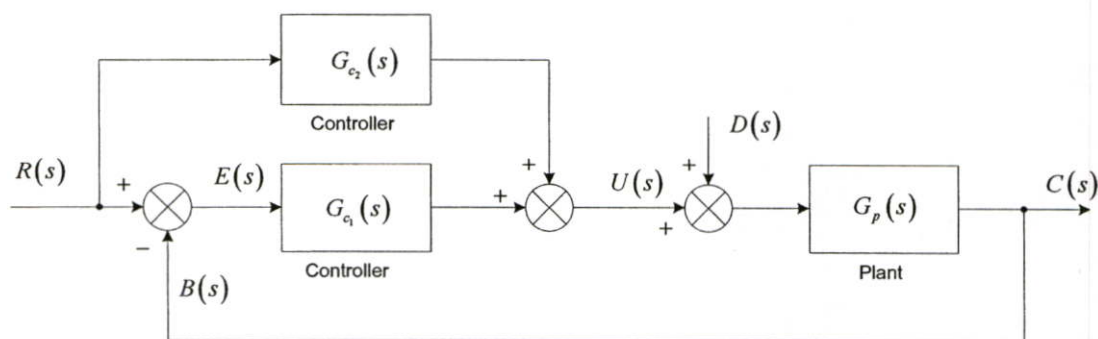 G_{c_2}(s)
Controller
D(s)
R(s)
+
E(s)
G_{c_1}(s)
+
+
U(s)
+
+
G_p(s)
C(s)
−
Controller
Plant
B(s)